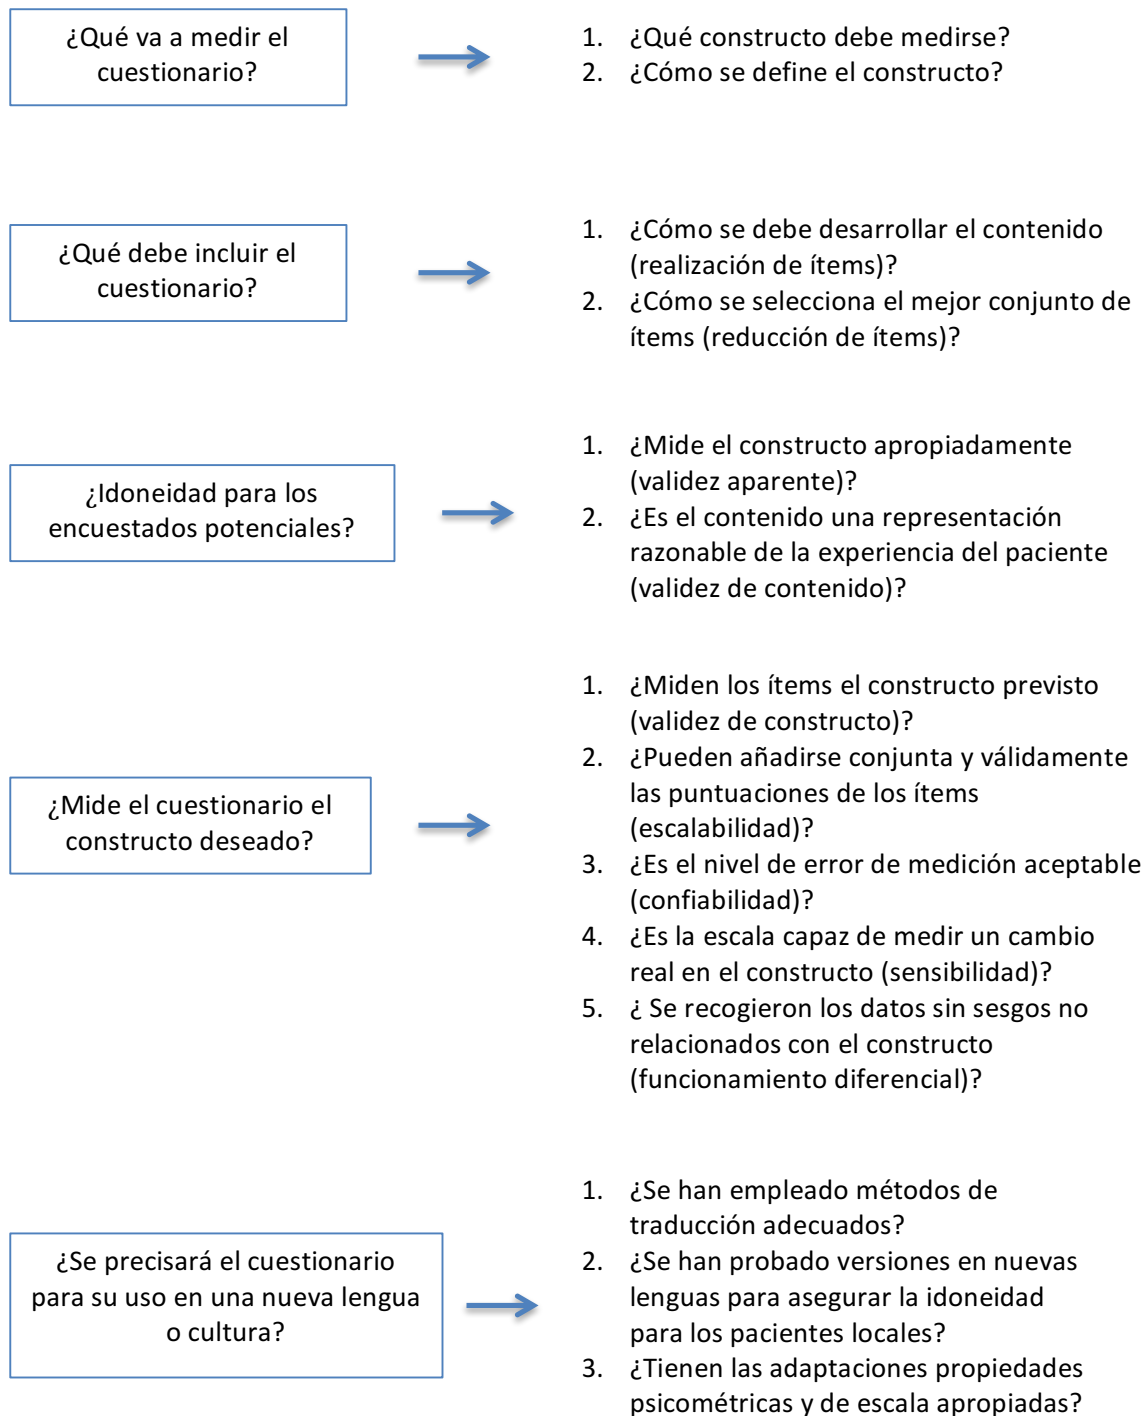 ¿Qué va a medir el
cuestionario?
1. ¿Qué constructo debe medirse?
2. ¿Cómo se define el constructo?
¿Qué debe incluir el
cuestionario?
1. ¿Cómo se debe desarrollar el contenido
(realización de ítems)?
2. ¿Cómo se selecciona el mejor conjunto de
ítems (reducción de ítems)?
¿Idoneidad para los
encuestados potenciales?
1. ¿Mide el constructo apropiadamente
(validez aparente)?
2. ¿Es el contenido una representación
razonable de la experiencia del paciente
(validez de contenido)?
¿Mide el cuestionario el
constructo deseado?
1. ¿Miden los ítems el constructo previsto
(validez de constructo)?
2. ¿Pueden añadirse conjunta y válidamente
las puntuaciones de los ítems
(escalabilidad)?
3. ¿Es el nivel de error de medición aceptable
(confiabilidad)?
4. ¿Es la escala capaz de medir un cambio
real en el constructo (sensibilidad)?
5. ¿ Se recogieron los datos sin sesgos no
relacionados con el constructo
(funcionamiento diferencial)?
¿Se precisará el cuestionario
para su uso en una nueva lengua
o cultura?
1. ¿Se han empleado métodos de
traducción adecuados?
2. ¿Se han probado versiones en nuevas
lenguas para asegurar la idoneidad
para los pacientes locales?
3. ¿Tienen las adaptaciones propiedades
psicométricas y de escala apropiadas?